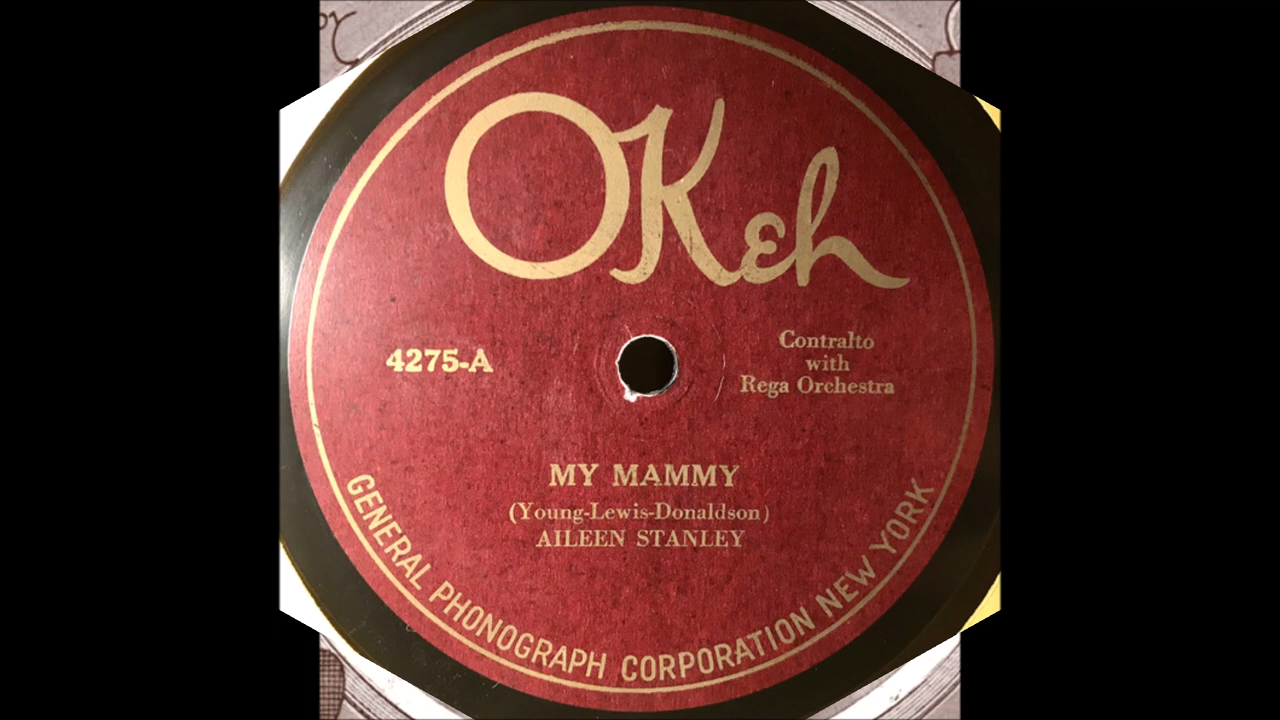 OKeh
4275-A
Contralto
with
Rega Orchestra
MY MAMMY
(Young-Lewis-Donaldson)
AILEEN STANLEY
GENERAL PHONOGRAPH CORPORATION NEW YORK